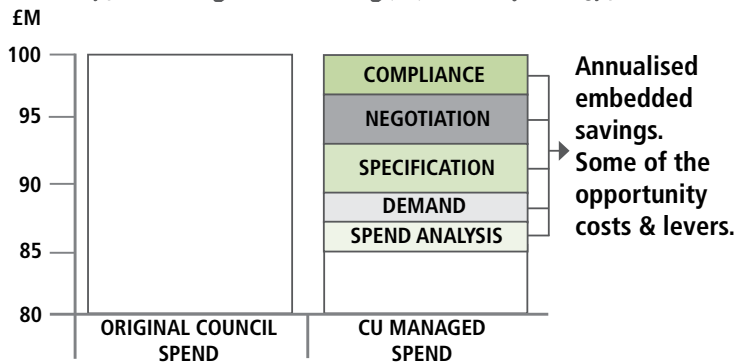 £M
100
95
90
85
80
COMPLIANCE
NEGOTIATION
SPECIFICATION
DEMAND
SPEND ANALYSIS
Annualised
embedded
savings.
Some of the
opportunity
costs & levers.
ORIGINAL COUNCIL
SPEND
CU MANAGED
SPEND